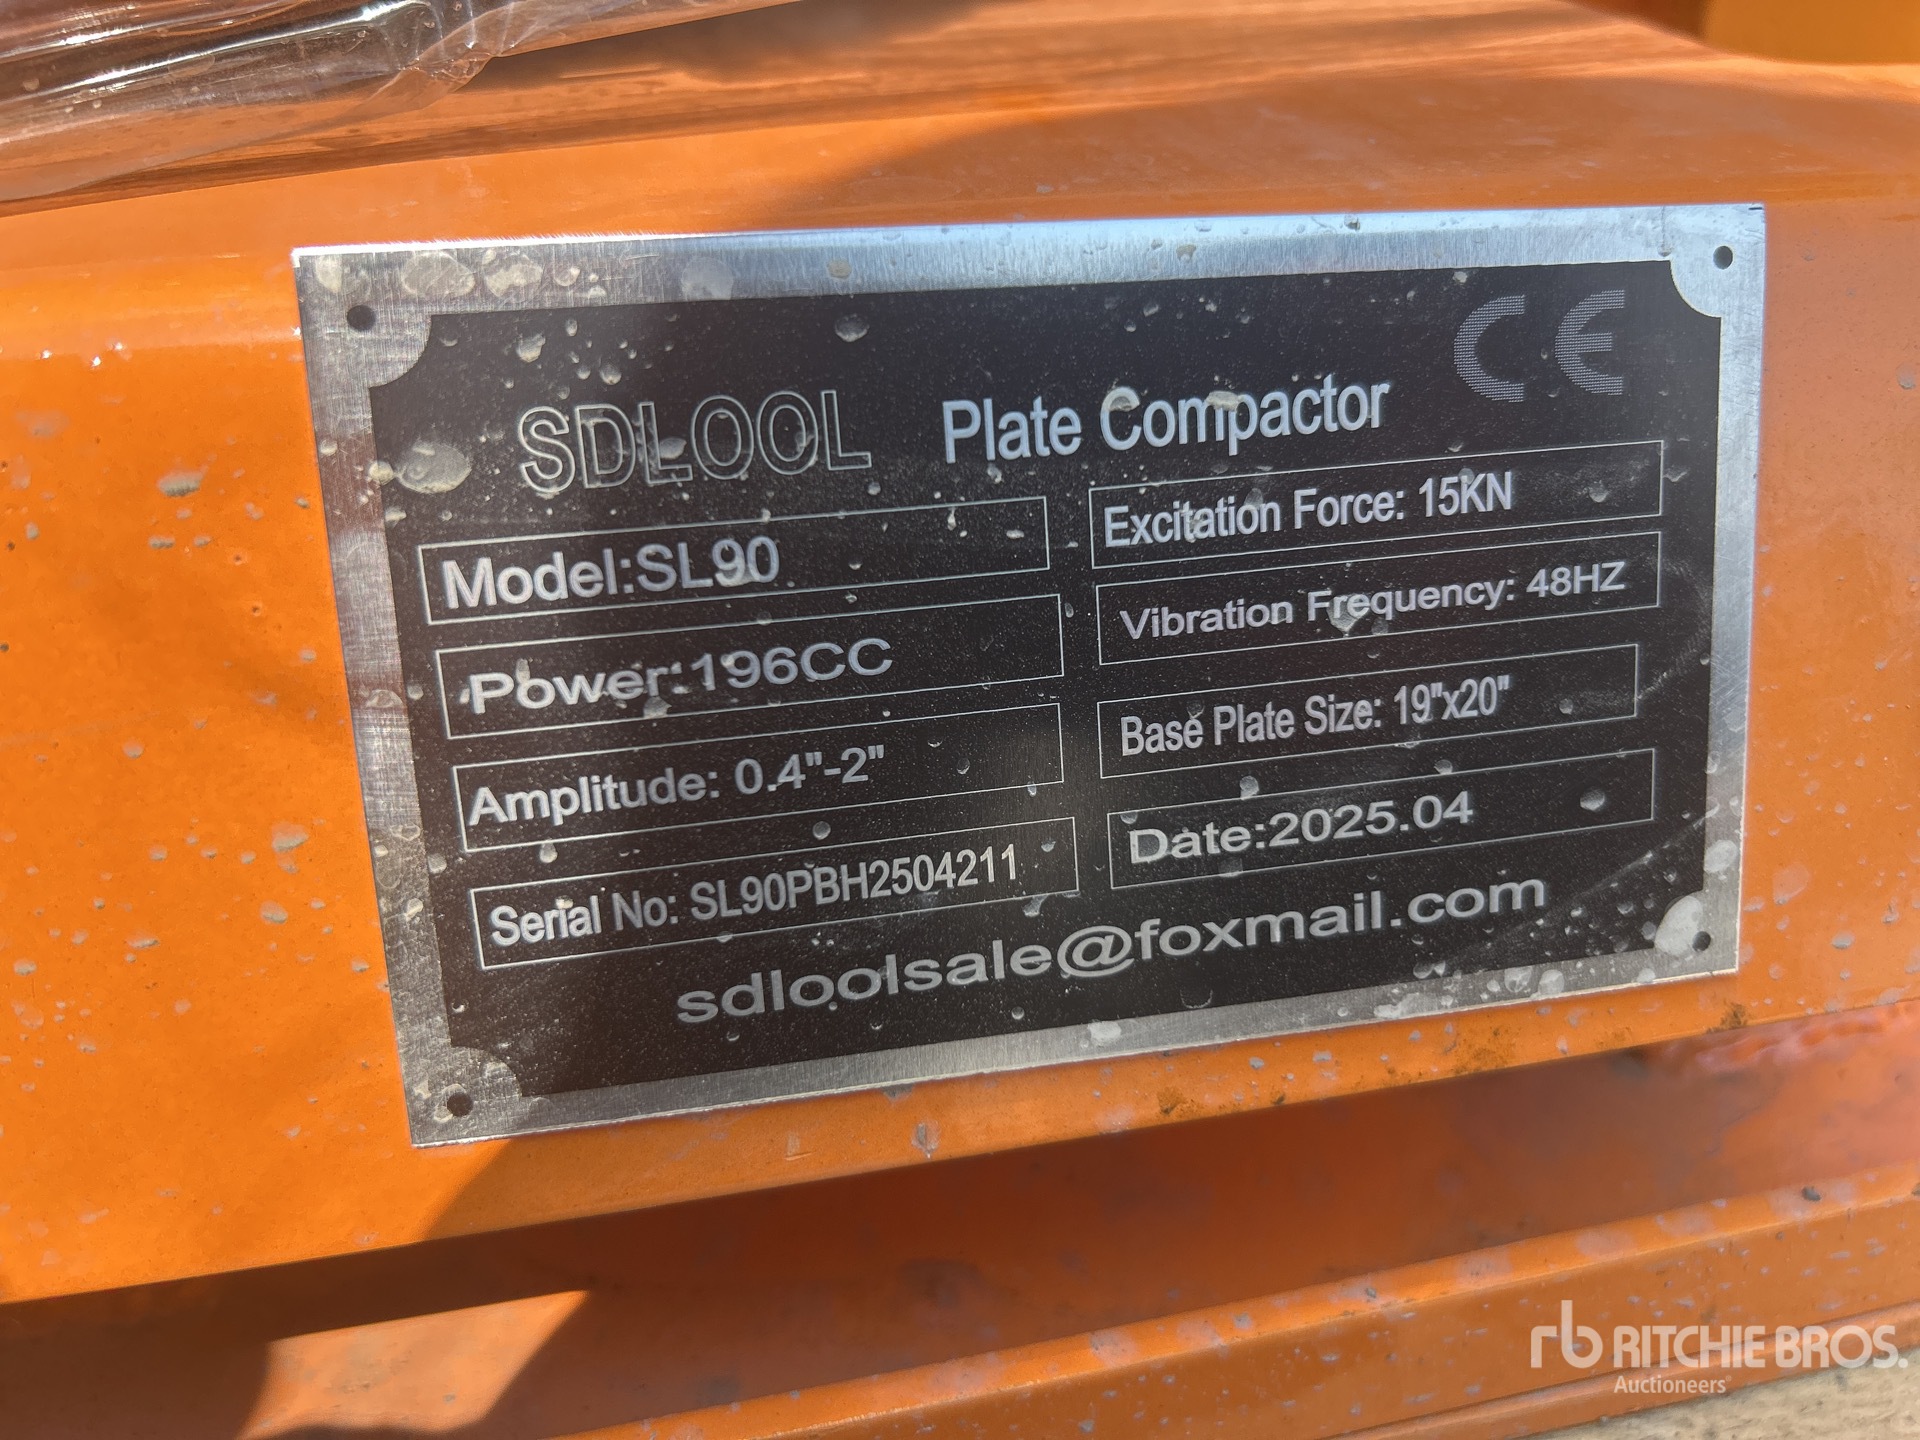 SDLOOL Plate Compactor CE
Model:SL90
Excitation Force: 15KN
Power:196CC
Vibration Frequency: 48HZ
Amplitude: 0.4"-2"
Base Plate Size: 19"x20"
Serial No: SL90PBH2504211
Date:2025.04
sdloolsale@foxmail.com
rb RITCHIE BROS.
Auctioneers